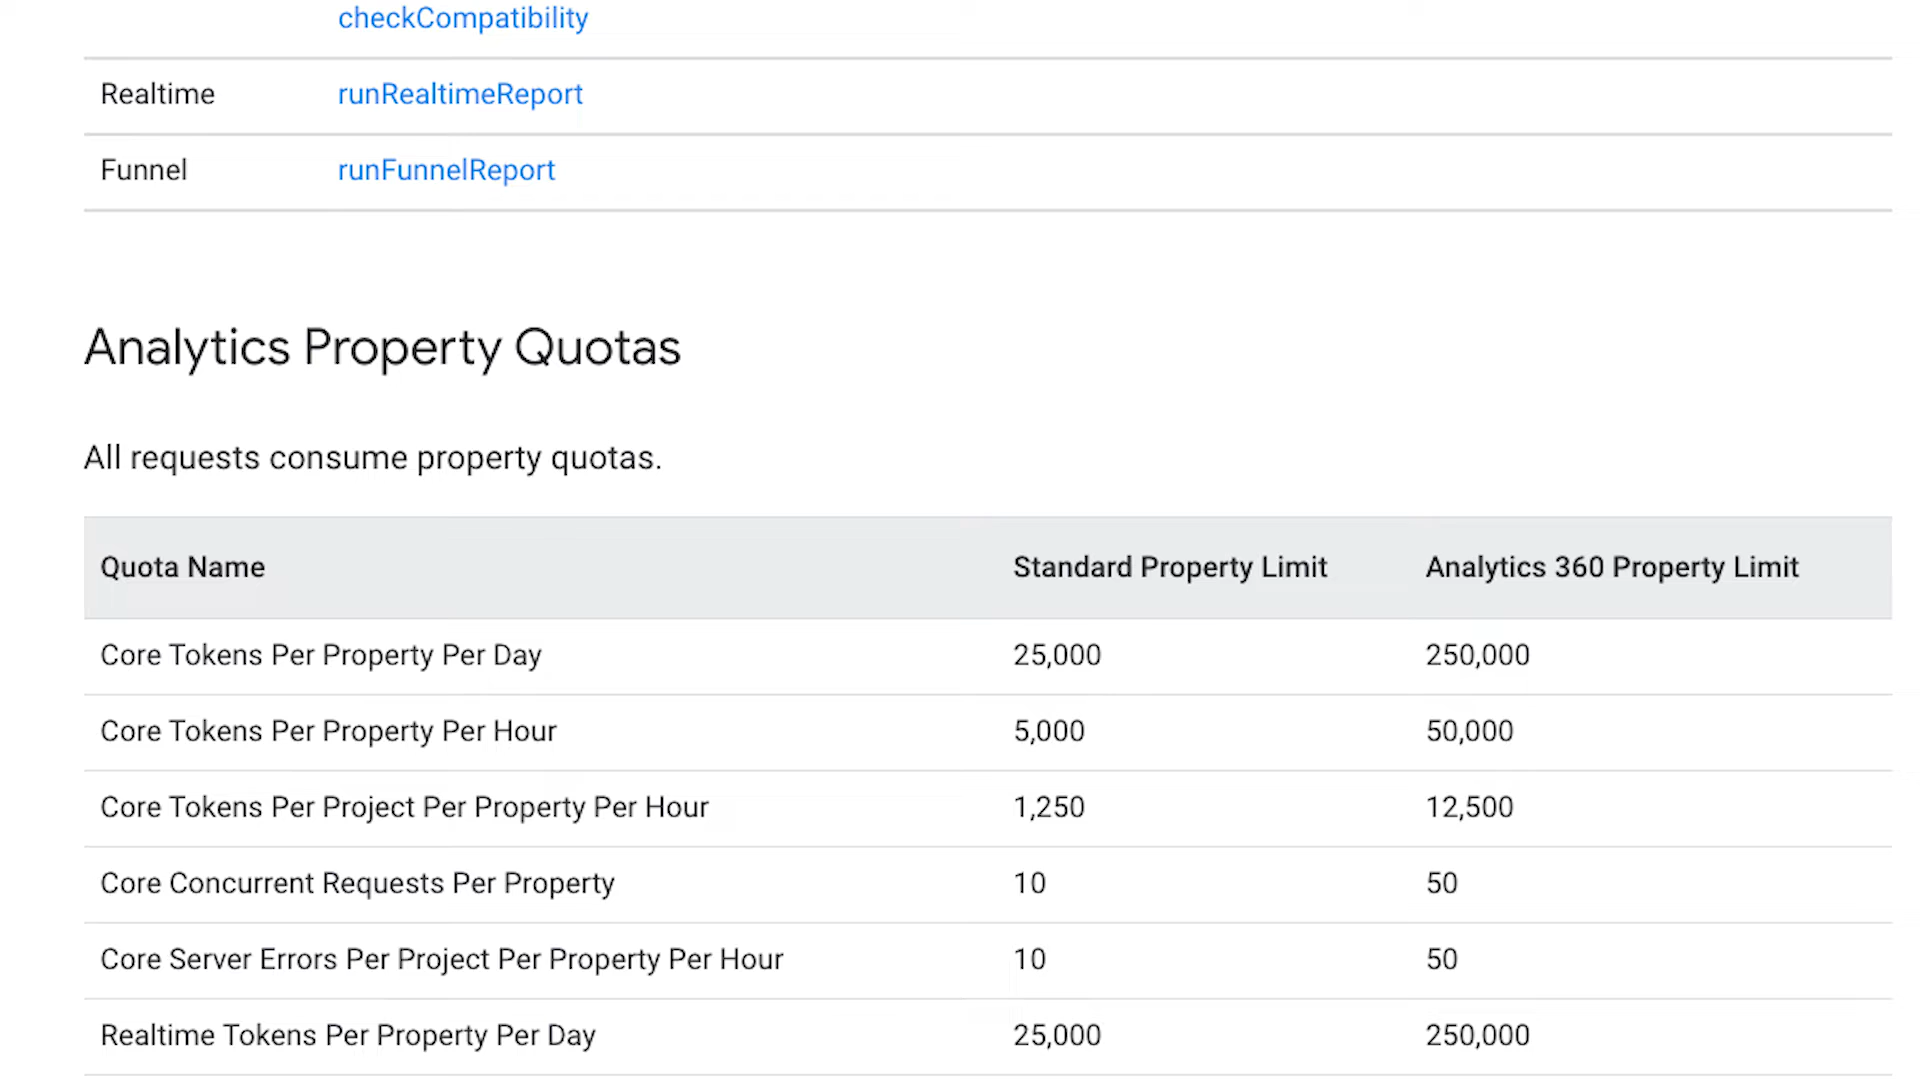 checkCompatibility
Realtime runRealtimeReport
Funnel runFunnelReport
Analytics Property Quotas
All requests consume property quotas.
Quota Name Standard Property Limit Analytics 360 Property Limit
Core Tokens Per Property Per Day 25,000 250,000
Core Tokens Per Property Per Hour 5,000 50,000
Core Tokens Per Project Per Property Per Hour 1,250 12,500
Core Concurrent Requests Per Property 10 50
Core Server Errors Per Project Per Property Per Hour 10 50
Realtime Tokens Per Property Per Day 25,000 250,000